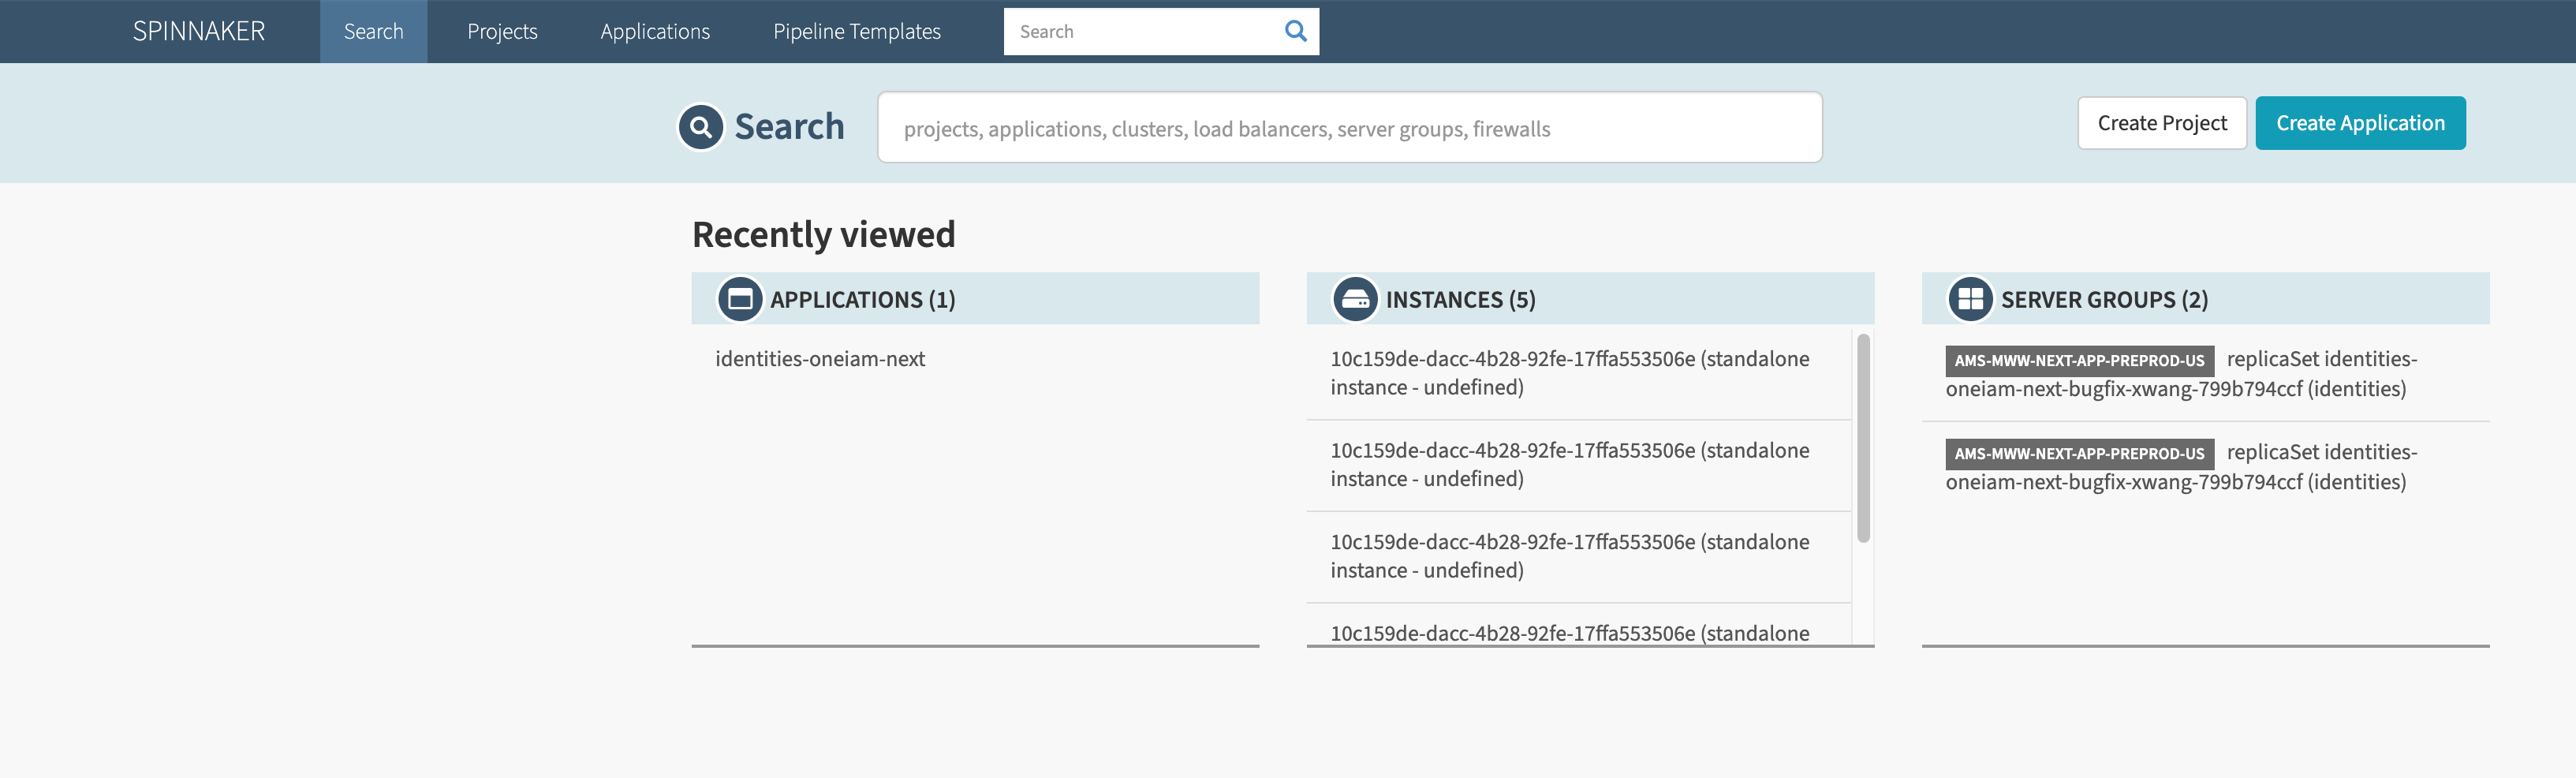 SPINNAKER Search Projects Applications Pipeline Templates Search
Search projects, applications, clusters, load balancers, server groups, firewalls Create Project Create Application
Recently viewed
APPLICATIONS (1)
identities-oneiam-next
INSTANCES (5)
10c159de-dacc-4b28-92fe-17ffa553506e (standalone
instance - undefined)
10c159de-dacc-4b28-92fe-17ffa553506e (standalone
instance - undefined)
10c159de-dacc-4b28-92fe-17ffa553506e (standalone
instance - undefined)
10c159de-dacc-4b28-92fe-17ffa553506e (standalone
SERVER GROUPS (2)
AMS-MWW-NEXT-APP-PREPROD-US replicaSet identities-
oneiam-next-bugfix-xwang-799b794ccf (identities)
AMS-MWW-NEXT-APP-PREPROD-US replicaSet identities-
oneiam-next-bugfix-xwang-799b794ccf (identities)